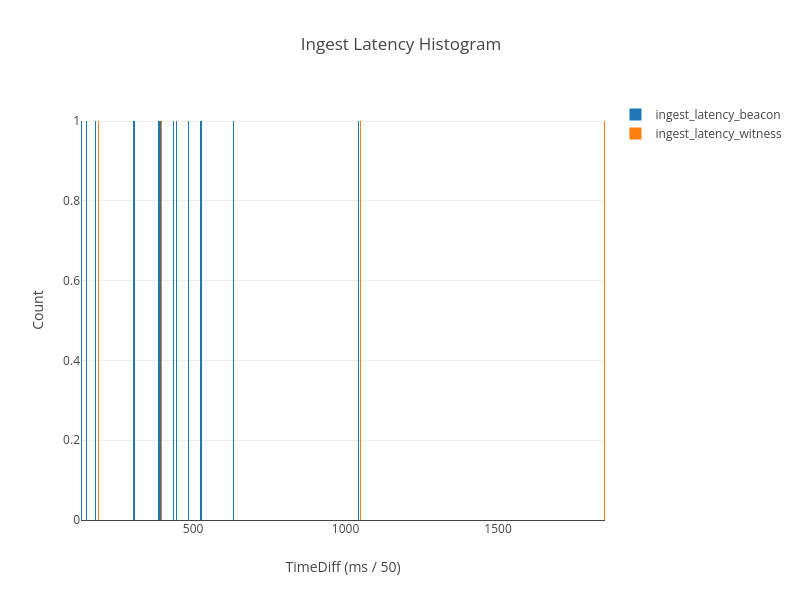 Ingest Latency Histogram
ingest_latency_beacon
ingest_latency_witness
1
0.8
0.6
0.4
0.2
0
Count
500
1000
1500
TimeDiff (ms / 50)